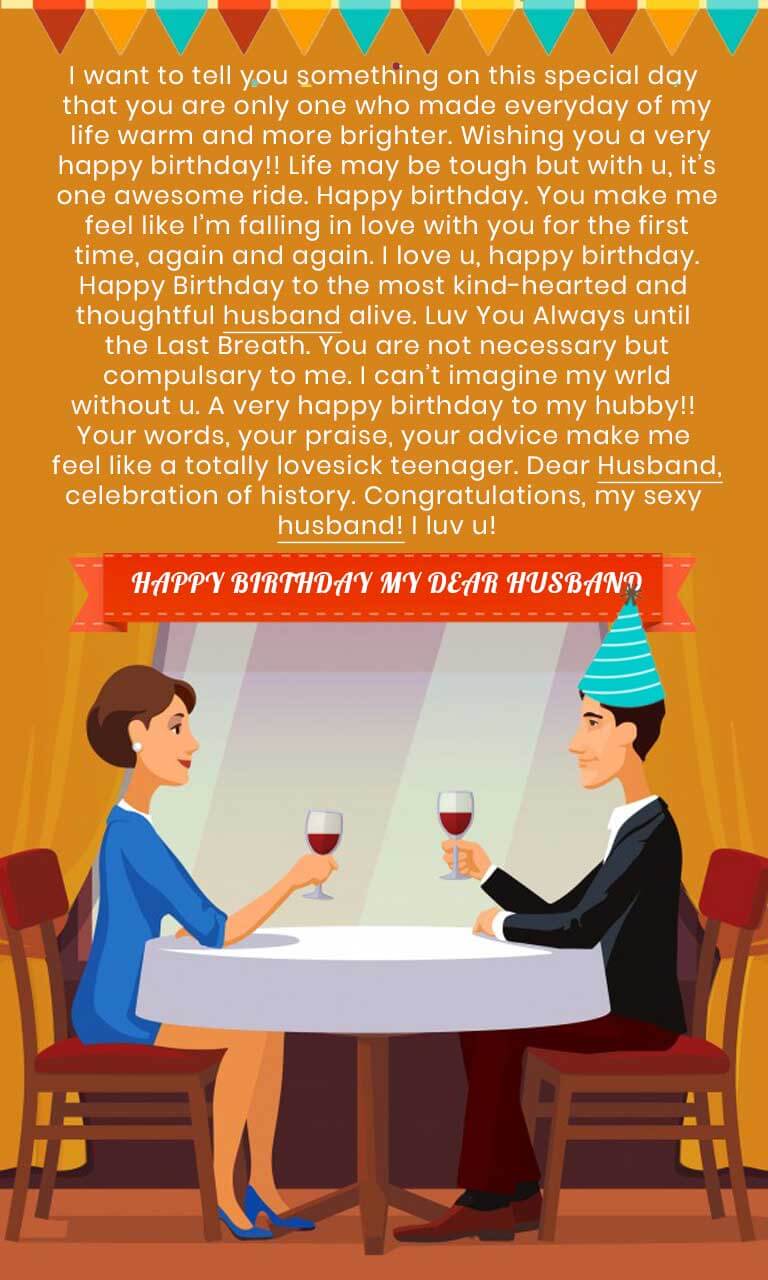 I want to tell you something on this special day
that you are only one who made everyday of my
life warm and more brighter. Wishing you a very
happy birthday!! Life may be tough but with u, it's
one awesome ride. Happy birthday. You make me
feel like I'm falling in love with you for the first
time, again and again. I love u, happy birthday.
Happy Birthday to the most kind-hearted and
thoughtful husband alive. Luv You Always until
the Last Breath. You are not necessary but
compulsary to me. I can't imagine my wrld
without u. A very happy birthday to my hubby!!
Your words, your praise, your advice make me
feel like a totally lovesick teenager. Dear Husband,
celebration of history. Congratulations, my sexy
husband! I luv u!
HAPPY BIRTHDAY MY DEAR HUSBAND